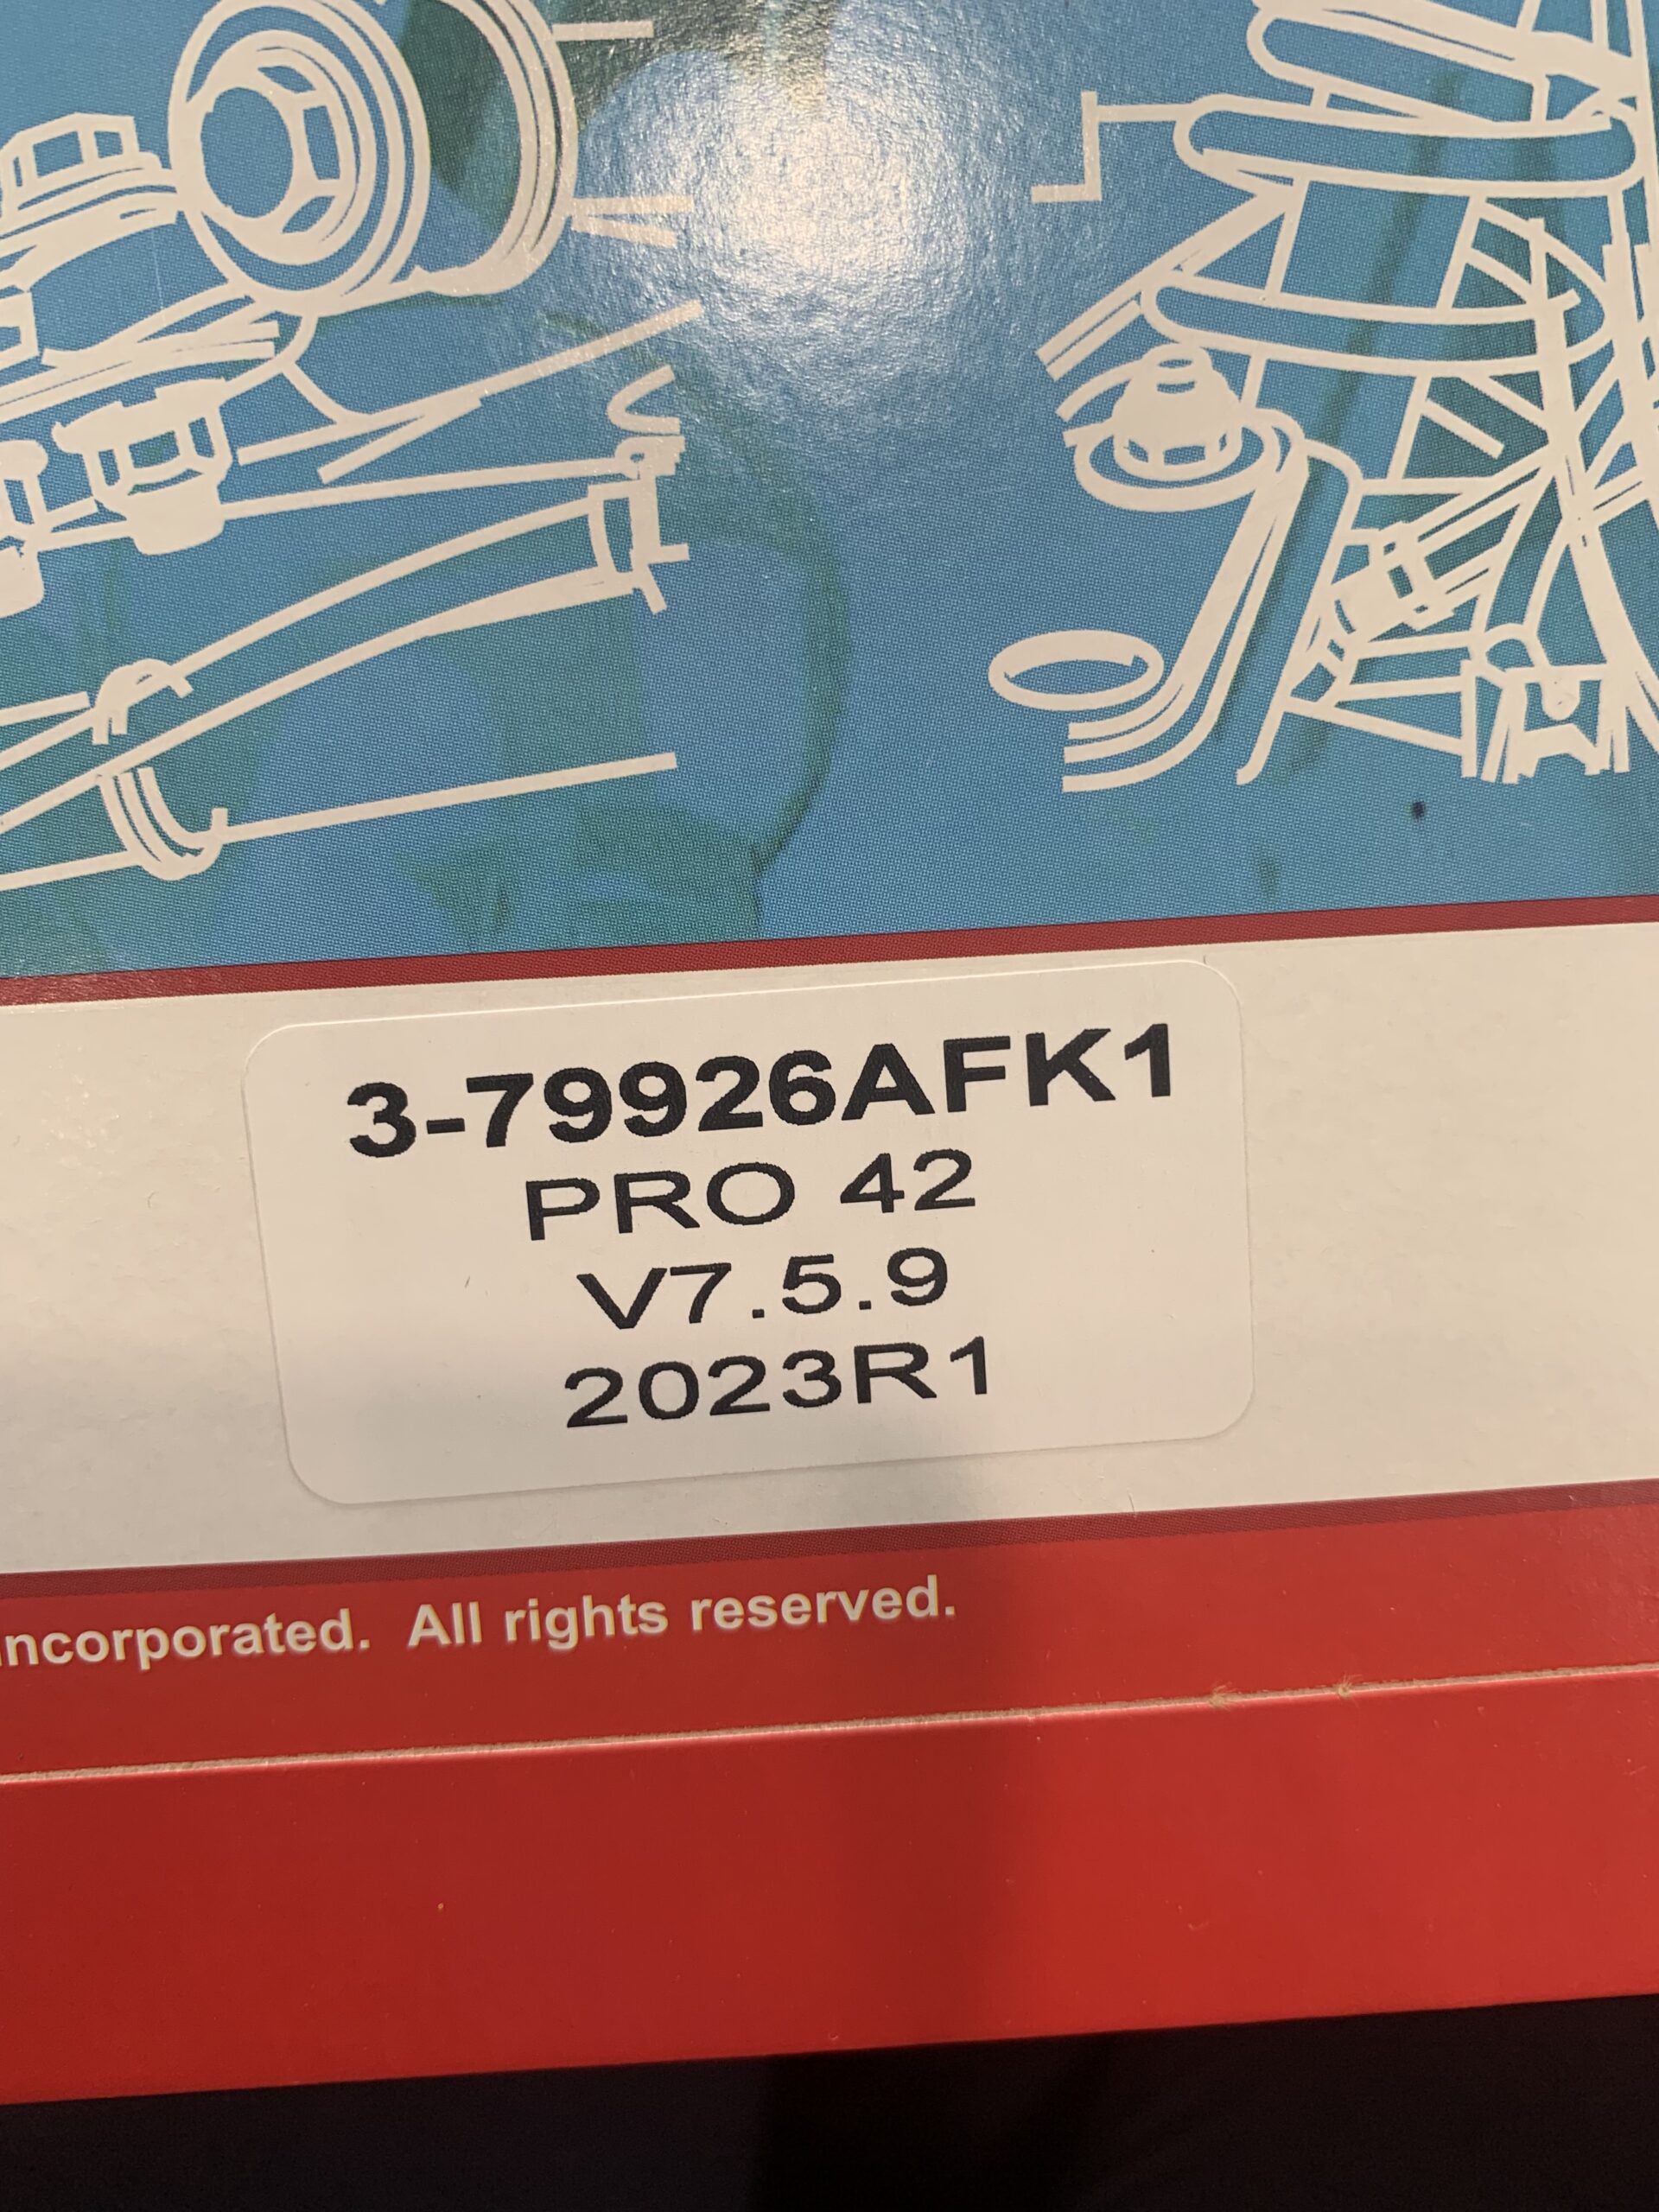 3-79926AFK1
PRO 42
V7.5.9
2023R1
ncorporated. All rights reserved.